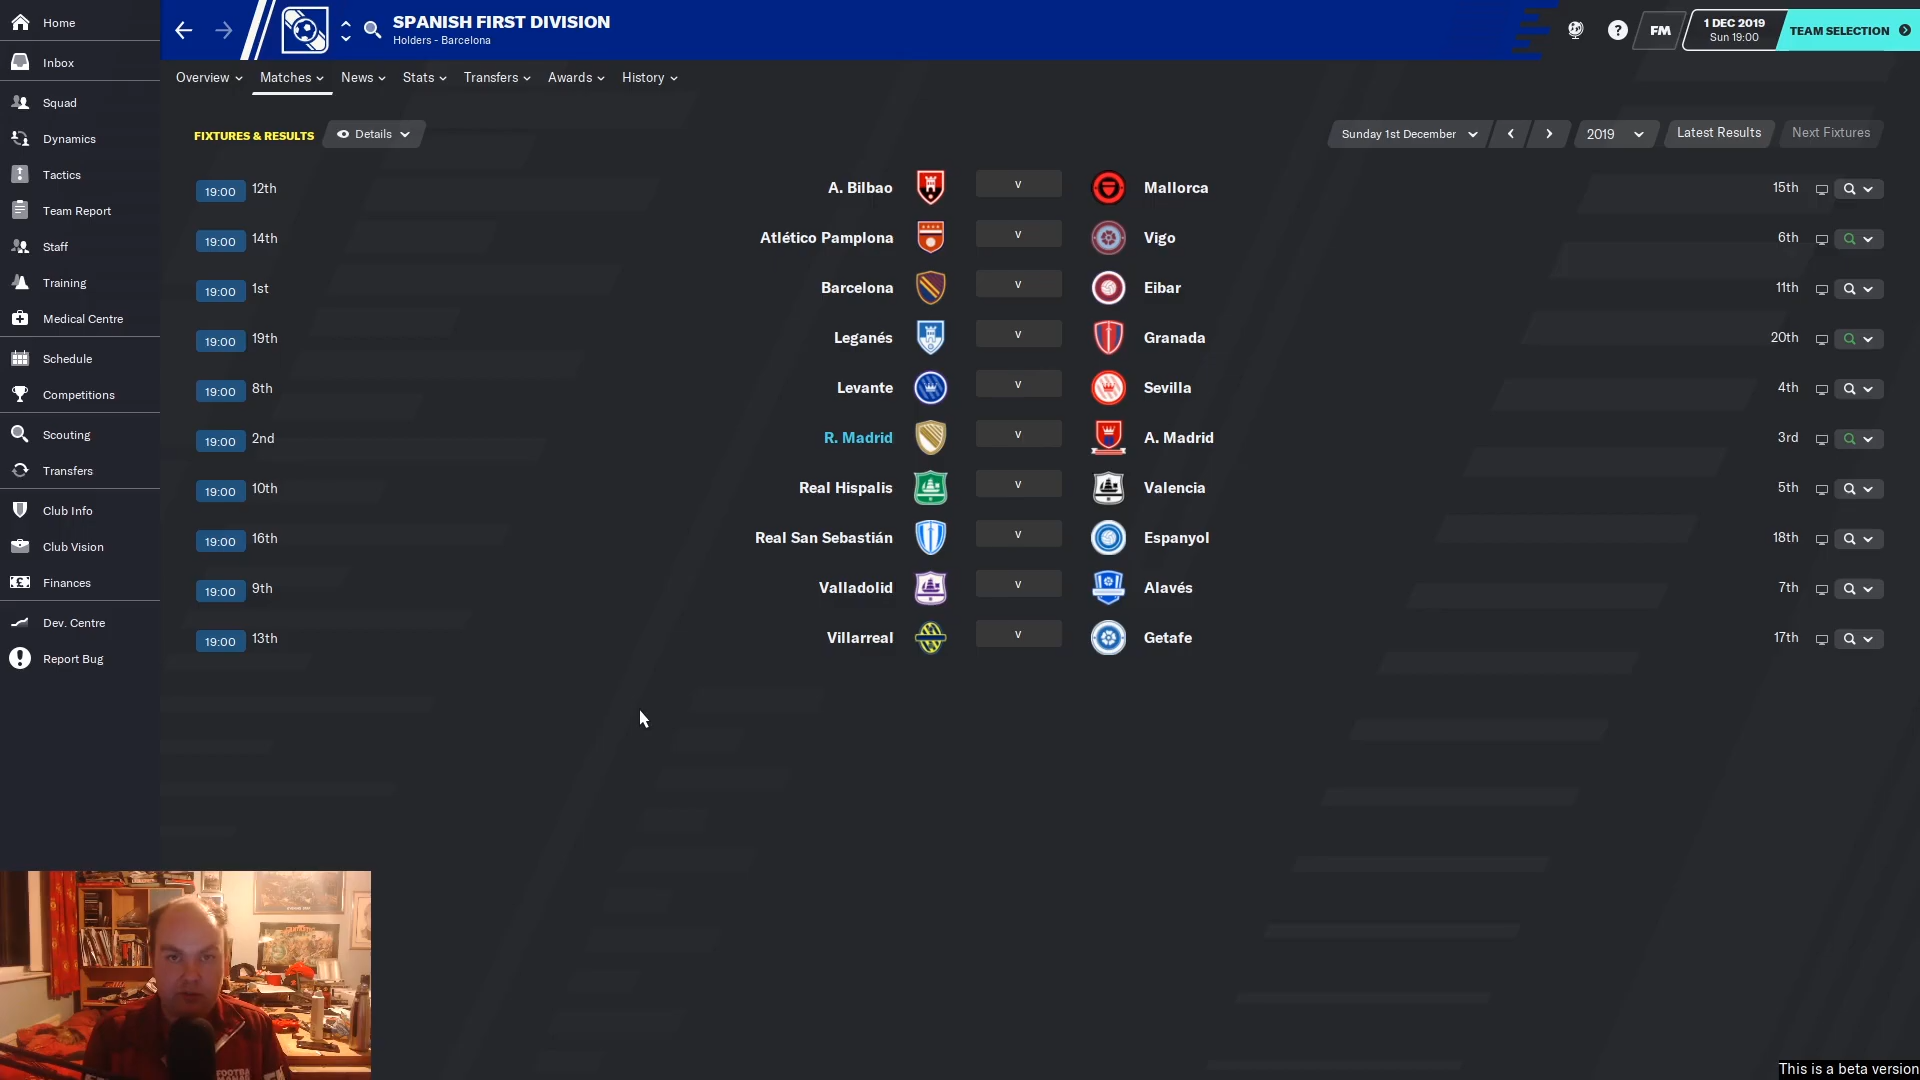 Home
Inbox
Squad
Dynamics
Tactics
Team Report
Staff
Training
Medical Centre
Schedule
Competitions
Scouting
Transfers
Club Info
Club Vision
Finances
Dev. Centre
Report Bug
SPANISH FIRST DIVISION
Holders - Barcelona
FM
1 DEC 2019
Sun 19:00
TEAM SELECTION
Overview Matches News Stats Transfers Awards History
FIXTURES & RESULTS Details Sunday 1st December 2019 Latest Results Next Fixtures
19:00 12th A. Bilbao v Mallorca 15th
19:00 14th Atlético Pamplona v Vigo 6th
19:00 1st Barcelona v Eibar 11th
19:00 19th Leganés v Granada 20th
19:00 8th Levante v Sevilla 4th
19:00 2nd R. Madrid v A. Madrid 3rd
19:00 10th Real Hispalis v Valencia 5th
19:00 16th Real San Sebastián v Espanyol 18th
19:00 9th Valladolid v Alavés 7th
19:00 13th Villarreal v Getafe 17th
This is a beta version